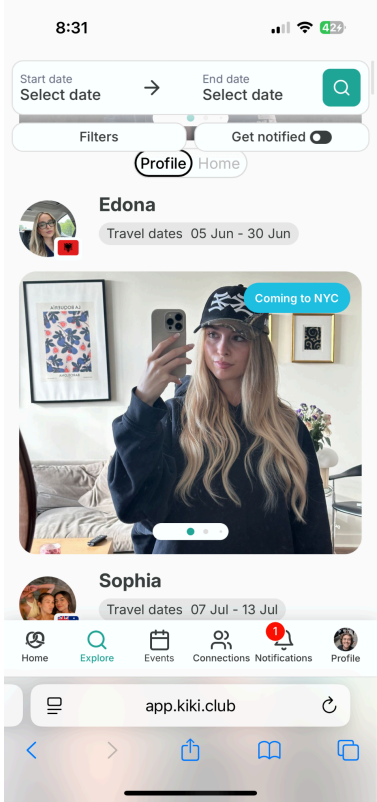 8:31
42
Start date
Select date
End date
Select date
Filters
Get notified
Profile
Home
Edona
Travel dates 05 Jun - 30 Jun
Coming to NYC
Sophia
Travel dates 07 Jul - 13 Jul
1
Home
Explore
Events
Connections
Notifications
Profile
app.kiki.club